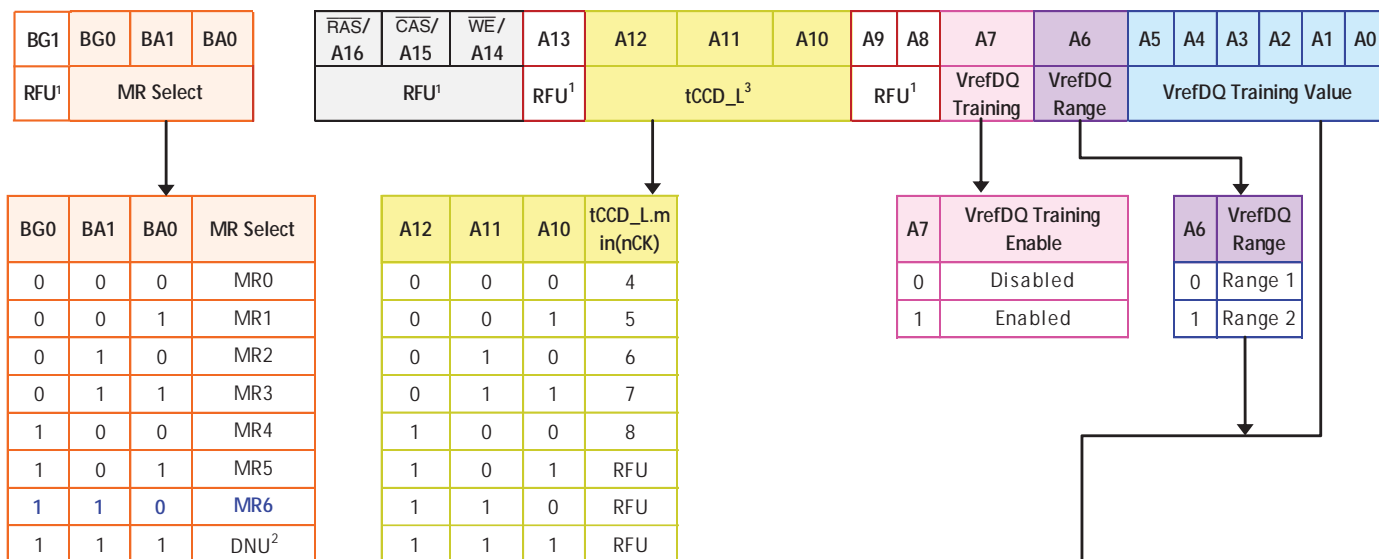 BG1 BG0 BA1 BA0
RFU¹ MR Select
RAS/ A16 CAS/ A15 WE/ A14 A13 A12 A11 A10 A9 A8 A7 A6 A5 A4 A3 A2 A1 A0
RFU¹ RFU¹ tCCD_L³ RFU¹ VrefDQ Training VrefDQ Range VrefDQ Training Value
BG0 BA1 BA0 MR Select
0 0 0 MR0
0 0 1 MR1
0 1 0 MR2
0 1 1 MR3
1 0 0 MR4
1 0 1 MR5
1 1 0 MR6
1 1 1 DNU²
A12 A11 A10 tCCD_L.m in(nCK)
0 0 0 4
0 0 1 5
0 1 0 6
0 1 1 7
1 0 0 8
1 0 1 RFU
1 1 0 RFU
1 1 1 RFU
A7 VrefDQ Training Enable
0 Disabled
1 Enabled
A6 VrefDQ Range
0 Range 1
1 Range 2